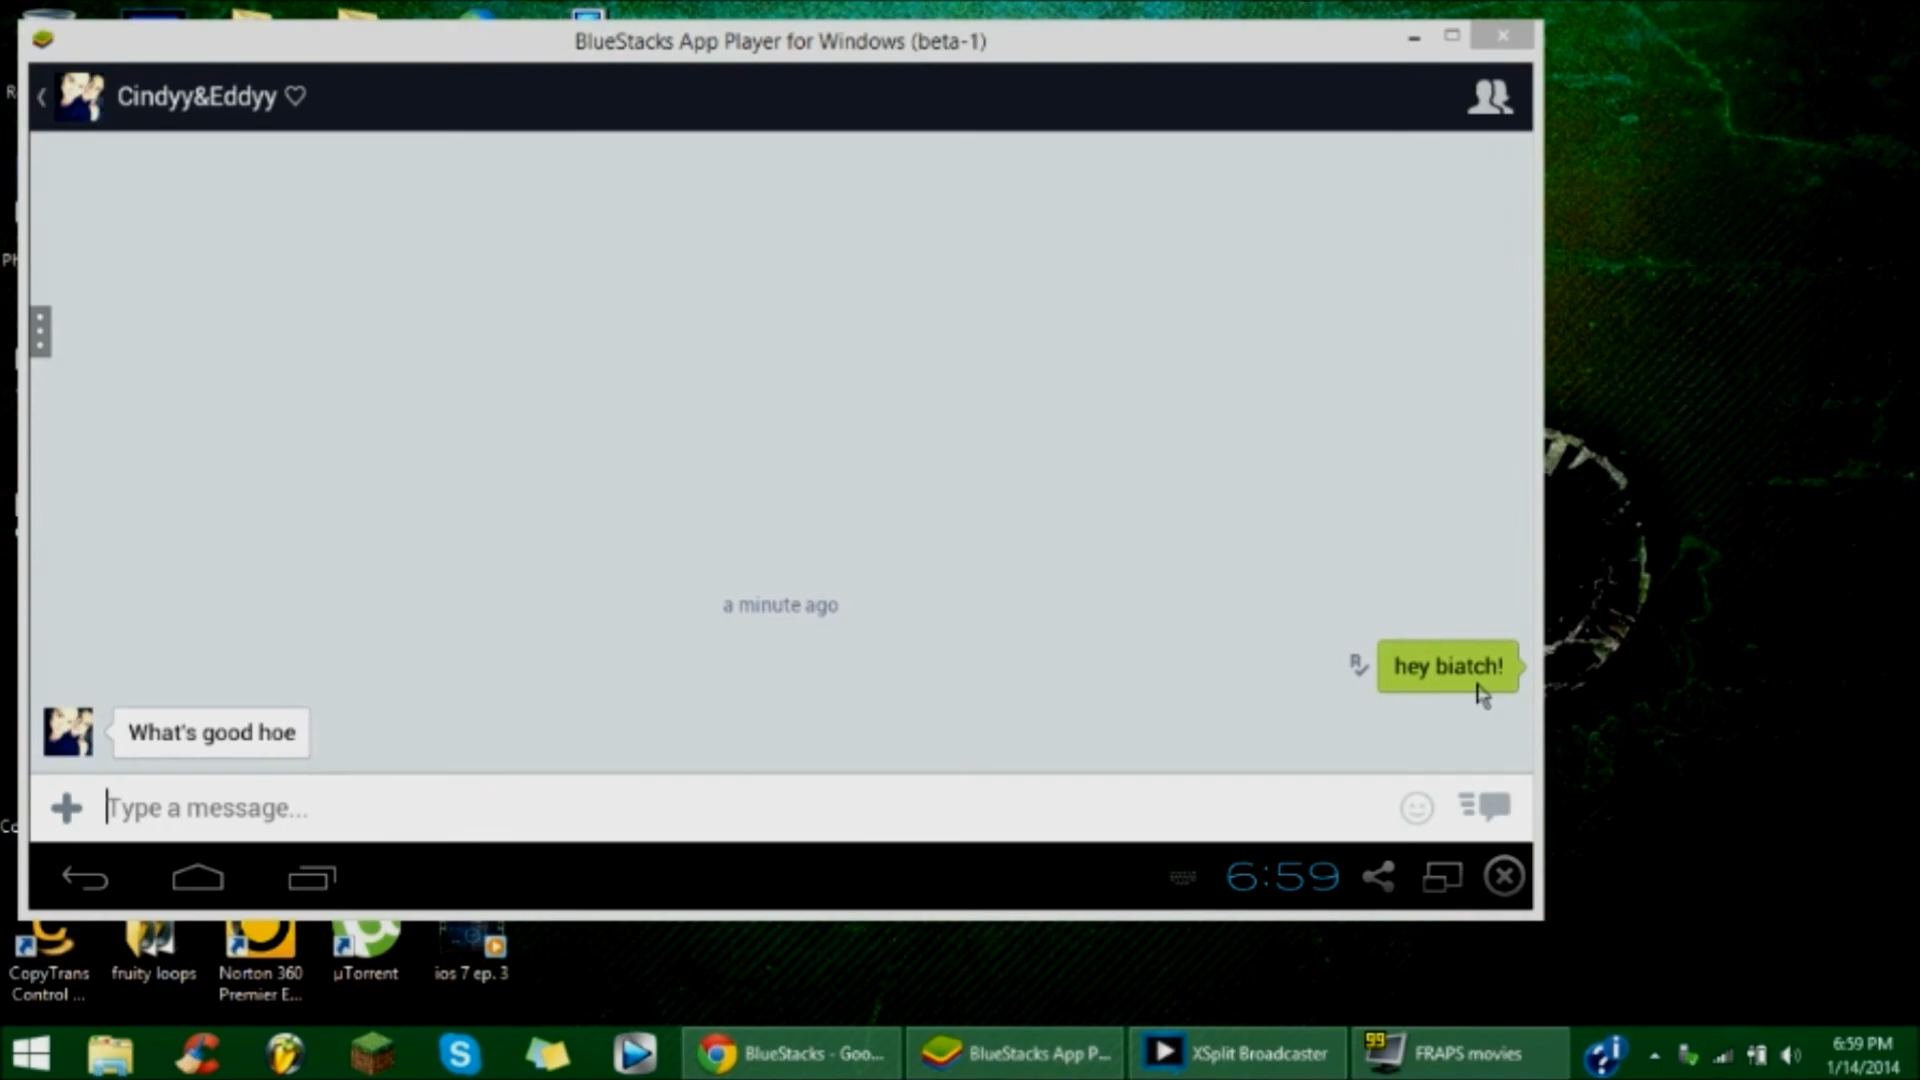 BlueStacks App Player for Windows (beta-1)
Cindyy&Eddyy ♡
a minute ago
hey biatch!
What's good hoe
Type a message...
6:59
CopyTrans
Control ...
fruity loops
Norton 360
Premier E...
µTorrent
ios 7 ep. 3
BlueStacks - Goo...
BlueStacks App P...
XSplit Broadcaster
99
FRAPS movies
6:59 PM
1/14/2014